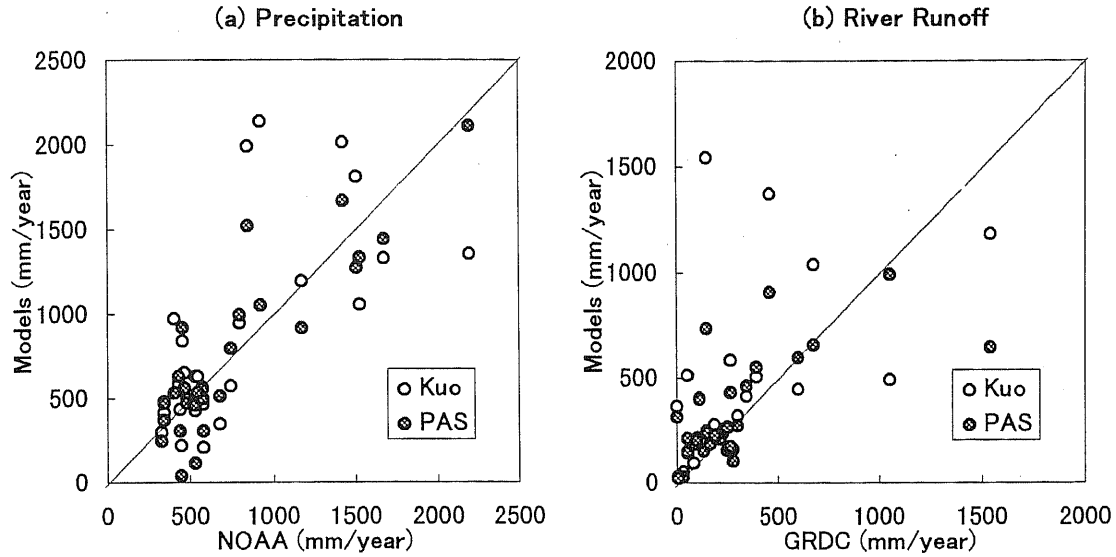 (a) Precipitation
2500
2000
1500
1000
500
0
Models (mm/year)
0 500 1000 1500 2000 2500
NOAA (mm/year)
Kuo
PAS
(b) River Runoff
2000
1500
1000
500
0
Models (mm/year)
0 500 1000 1500 2000
GRDC (mm/year)
Kuo
PAS